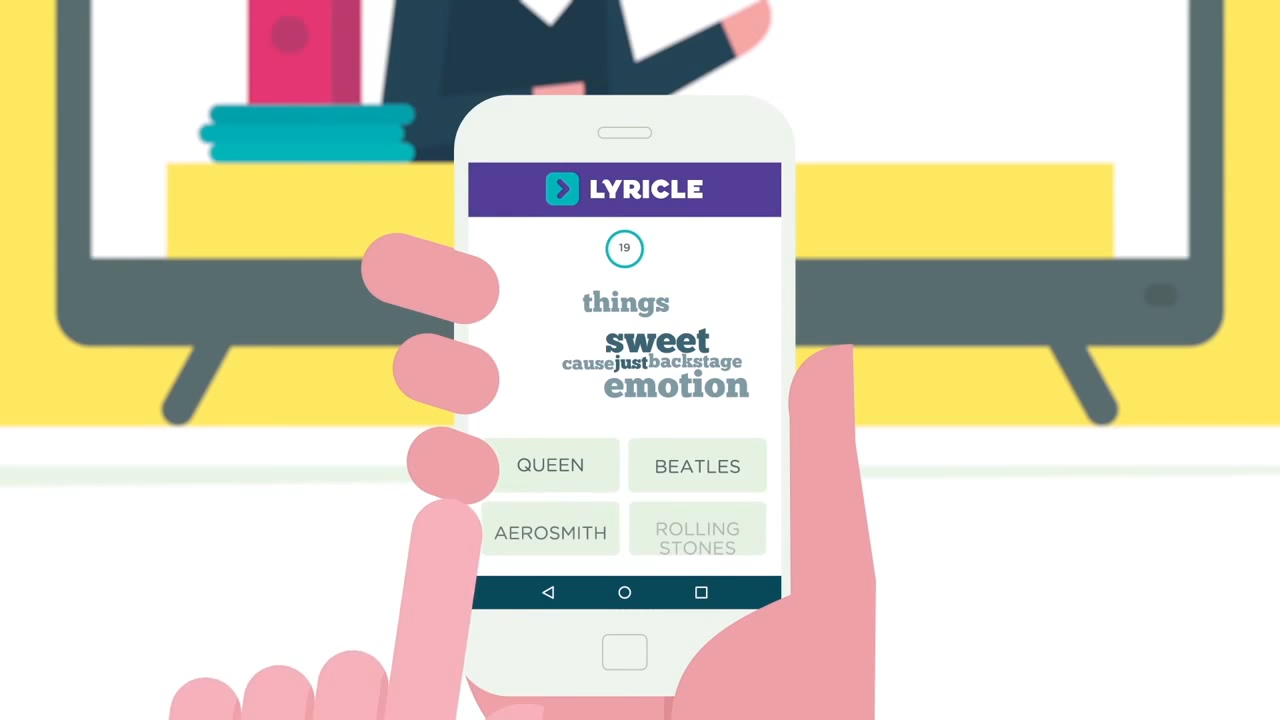 LYRICLE
19
things
sweet
causejustbackstage
emotion
QUEEN
BEATLES
AEROSMITH
ROLLING
STONES